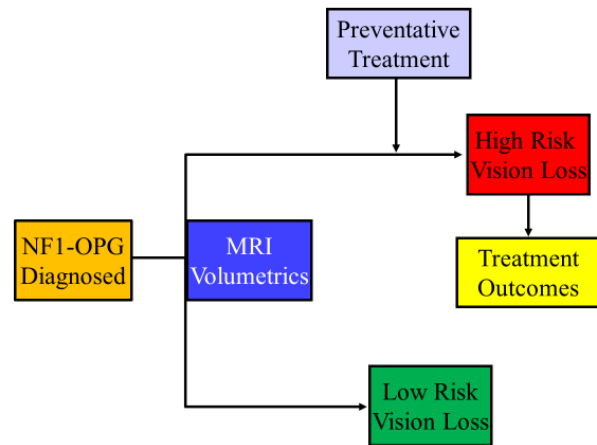 Preventative
Treatment
High Risk
Vision Loss
NF1-OPG
Diagnosed
MRI
Volumetrics
Treatment
Outcomes
Low Risk
Vision Loss